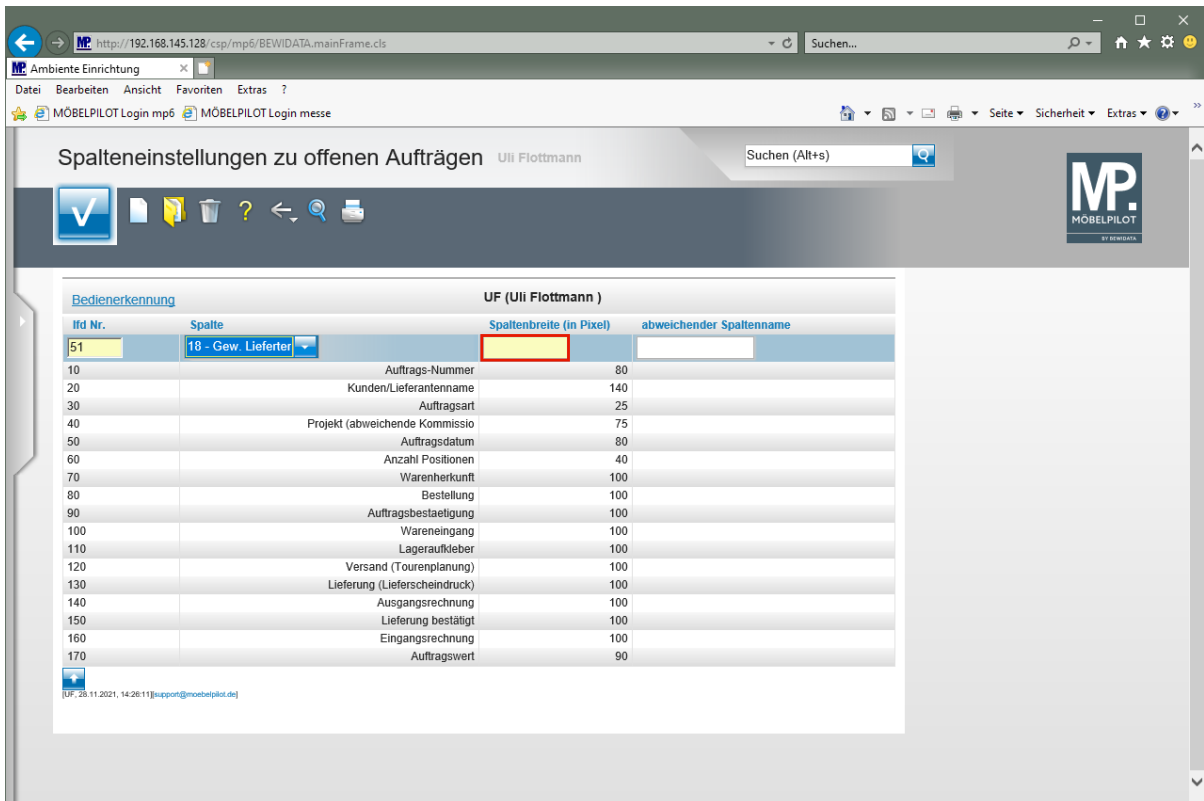 http://192.168.145.128/csp/mp6/BEWIDATA.mainFrame.cls
Suchen...
MP. Ambiente Einrichtung
Datei Bearbeiten Ansicht Favoriten Extras ?
MÖBELPILOT Login mp6 MÖBELPILOT Login messe
Seite Sicherheit Extras
Spalteneinstellungen zu offenen Aufträgen Uli Flottmann
Suchen (Alt+s)
MP.
MÖBELPILOT
BY BEWIDATA
Bedienerkennung UF (Uli Flottmann )
lfd Nr. Spalte Spaltenbreite (in Pixel) abweichender Spaltenname
51 18 - Gew. Lieferter
10 Auftrags-Nummer 80
20 Kunden/Lieferantenname 140
30 Auftragsart 25
40 Projekt (abweichende Kommissio 75
50 Auftragsdatum 80
60 Anzahl Positionen 40
70 Warenherkunft 100
80 Bestellung 100
90 Auftragsbestaetigung 100
100 Wareneingang 100
110 Lageraufkleber 100
120 Versand (Tourenplanung) 100
130 Lieferung (Lieferscheindruck) 100
140 Ausgangsrechnung 100
150 Lieferung bestätigt 100
160 Eingangsrechnung 100
170 Auftragswert 90
|UF, 28.11.2021, 14:26:11||support@moebelpilot.de|